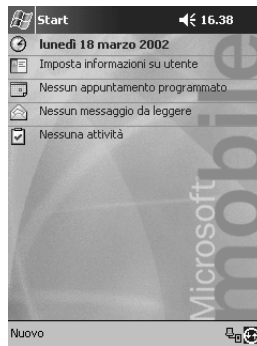 Start 16.38
lunedì 18 marzo 2002
Imposta informazioni su utente
Nessun appuntamento programmato
Nessun messaggio da leggere
Nessuna attività
Microsoft
mobile
Nuovo